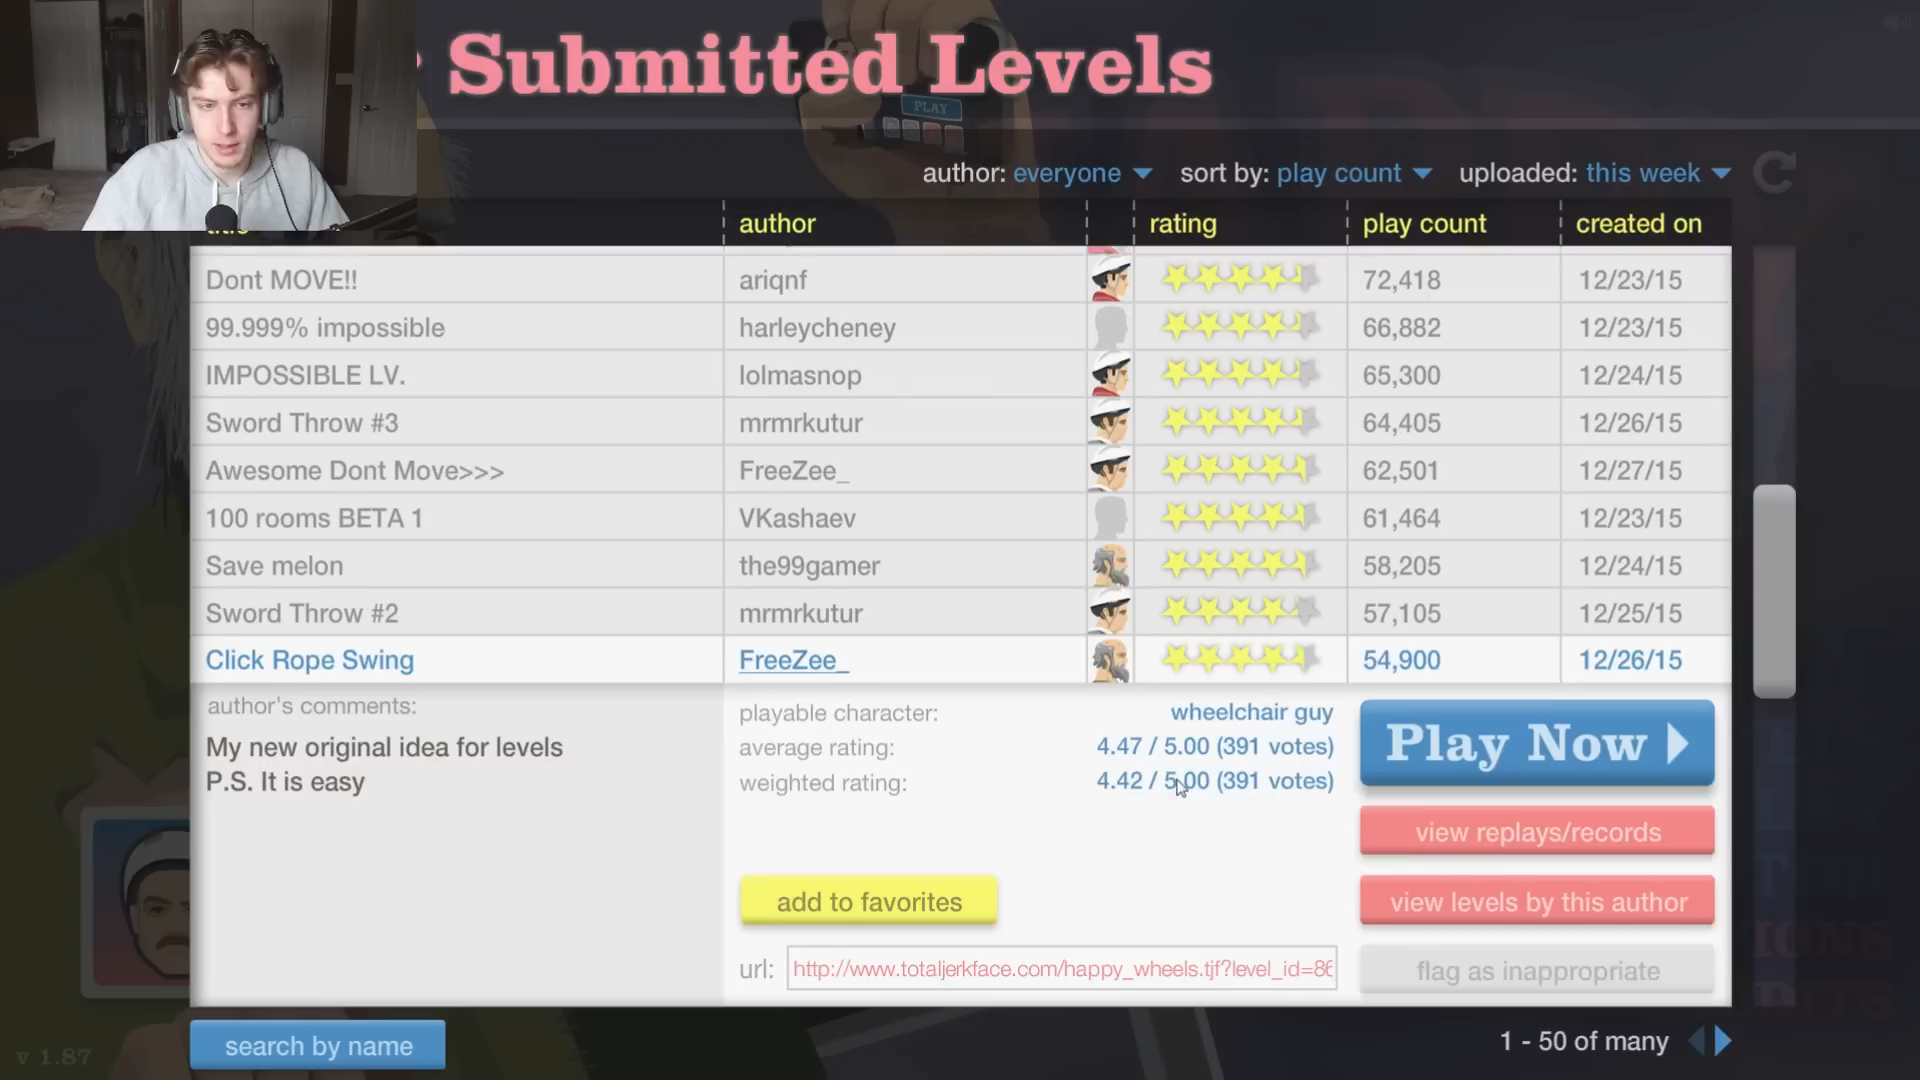 Submitted Levels
PLAY
author: everyone sort by: play count uploaded: this week
title author rating play count created on
Dont MOVE!! ariqnf 72,418 12/23/15
99.999% impossible harleycheney 66,882 12/23/15
IMPOSSIBLE LV. lolmasnop 65,300 12/24/15
Sword Throw #3 mrmrkutur 64,405 12/26/15
Awesome Dont Move>>> FreeZee_ 62,501 12/27/15
100 rooms BETA 1 VKashaev 61,464 12/23/15
Save melon the99gamer 58,205 12/24/15
Sword Throw #2 mrmrkutur 57,105 12/25/15
Click Rope Swing FreeZee_ 54,900 12/26/15
author's comments:
My new original idea for levels
P.S. It is easy
playable character: wheelchair guy
average rating: 4.47 / 5.00 (391 votes)
weighted rating: 4.42 / 5.00 (391 votes)
add to favorites
url: http://www.totaljerkface.com/happy_wheels.tjf?level_id=86
Play Now
view replays/records
view levels by this author
flag as inappropriate
search by name
1 - 50 of many
v 1.87